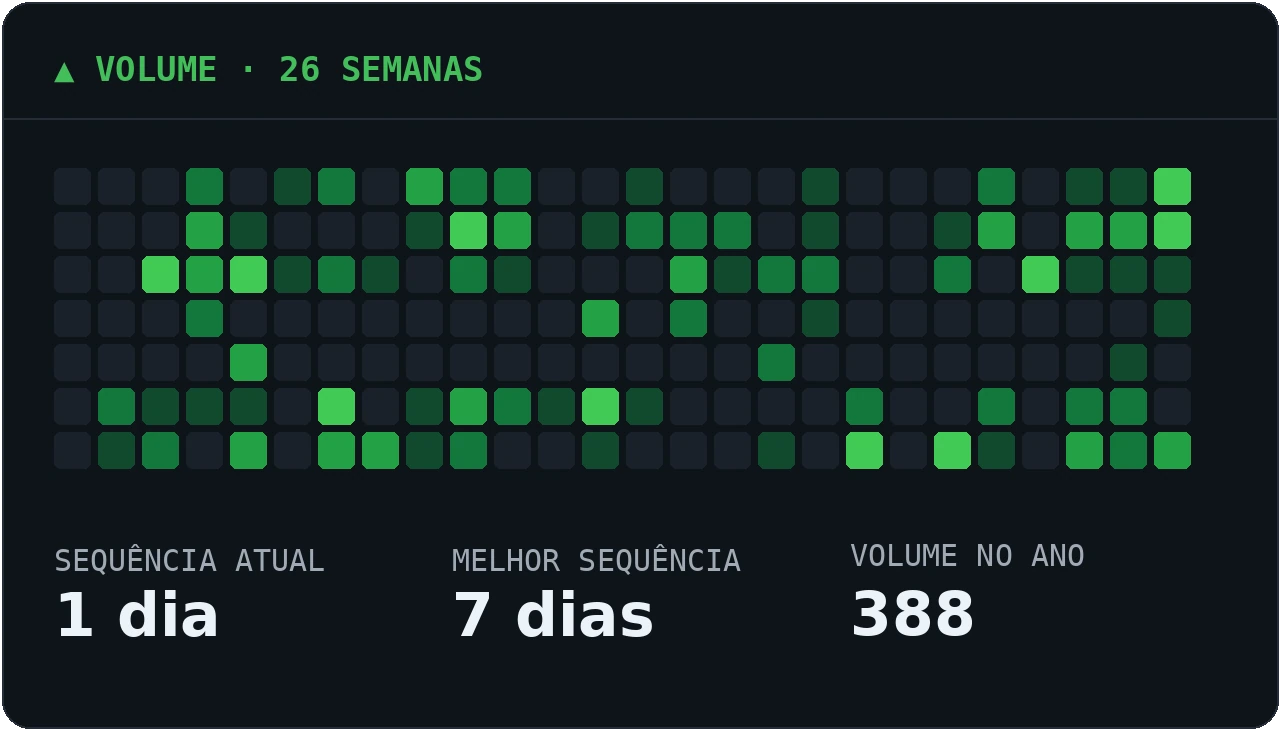 ▲ VOLUME · 26 SEMANAS
SEQUÊNCIA ATUAL
1 dia
MELHOR SEQUÊNCIA
7 dias
VOLUME NO ANO
388